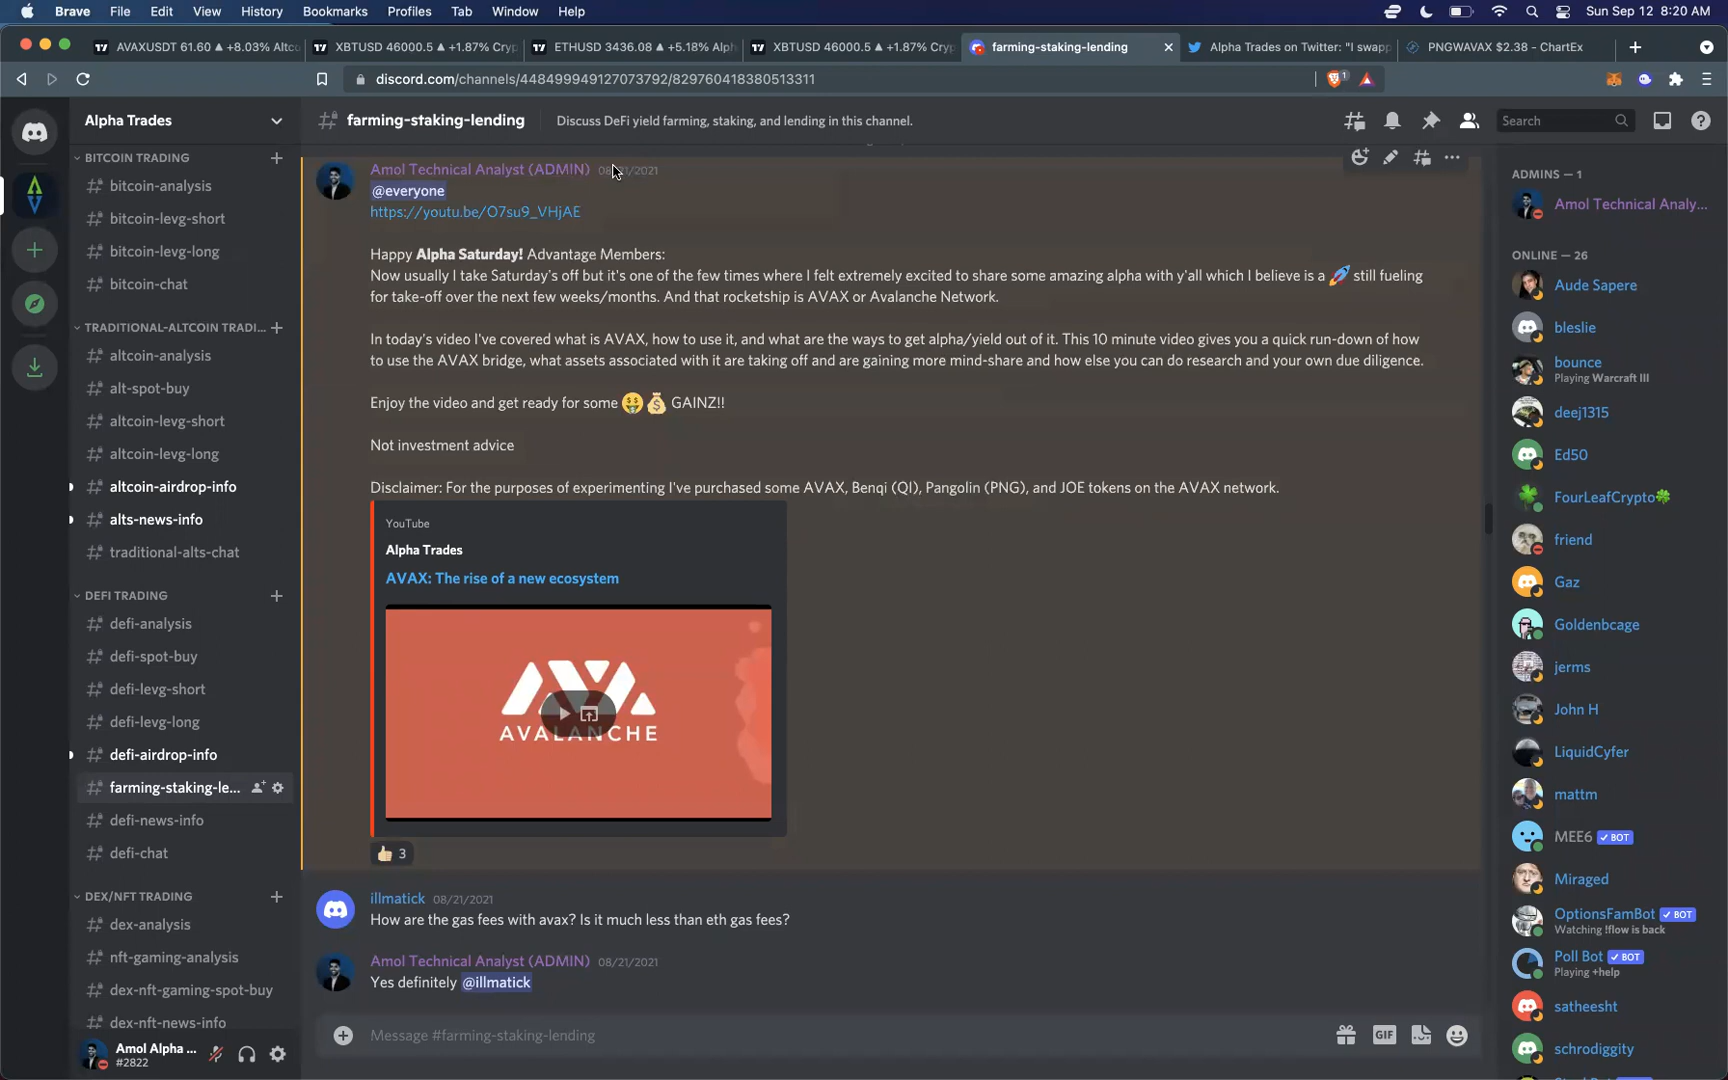 Brave File Edit View History Bookmarks Profiles Tab Window Help
Sun Sep 12 8:20 AM
AVAXUSDT 61.60 ▲ +8.03% Altco
XBTUSD 46000.5 ▲ +1.87% Cryp
ETHUSD 3436.08 ▲ +5.18% Alph
XBTUSD 46000.5 ▲ +1.87% Cryp
farming-staking-lending
Alpha Trades on Twitter: "I swapp
PNGWAVAX $2.38 - ChartEx
discord.com/channels/448499949127073792/829760418380513311
1
Alpha Trades
BITCOIN TRADING
bitcoin-analysis
bitcoin-levg-short
bitcoin-levg-long
bitcoin-chat
TRADITIONAL-ALTCOIN TRADI...
altcoin-analysis
alt-spot-buy
altcoin-levg-short
altcoin-levg-long
altcoin-airdrop-info
alts-news-info
traditional-alts-chat
DEFI TRADING
defi-analysis
defi-spot-buy
defi-levg-short
defi-levg-long
defi-airdrop-info
farming-staking-le...
defi-news-info
defi-chat
DEX/NFT TRADING
dex-analysis
nft-gaming-analysis
dex-nft-gaming-spot-buy
dex-nft-news-info
Amol Alpha ...
#2822
farming-staking-lending
Discuss DeFi yield farming, staking, and lending in this channel.
Search
Amol Technical Analyst (ADMIN) 08/21/2021
@everyone
https://youtu.be/O7su9_VHjAE
Happy Alpha Saturday! Advantage Members:
Now usually I take Saturday's off but it's one of the few times where I felt extremely excited to share some amazing alpha with y'all which I believe is a 🚀 still fueling
for take-off over the next few weeks/months. And that rocketship is AVAX or Avalanche Network.
In today's video I've covered what is AVAX, how to use it, and what are the ways to get alpha/yield out of it. This 10 minute video gives you a quick run-down of how
to use the AVAX bridge, what assets associated with it are taking off and are gaining more mind-share and how else you can do research and your own due diligence.
Enjoy the video and get ready for some 🤑 💰 GAINZ!!
Not investment advice
Disclaimer: For the purposes of experimenting I've purchased some AVAX, Benqi (QI), Pangolin (PNG), and JOE tokens on the AVAX network.
YouTube
Alpha Trades
AVAX: The rise of a new ecosystem
AVALANCHE
👍 3
illmatick 08/21/2021
How are the gas fees with avax? Is it much less than eth gas fees?
Amol Technical Analyst (ADMIN) 08/21/2021
Yes definitely @illmatick
Message #farming-staking-lending
GIF
ADMINS — 1
Amol Technical Analy...
ONLINE — 26
Aude Sapere
bleslie
bounce
Playing Warcraft III
deej1315
Ed50
FourLeafCrypto🍀
friend
Gaz
Goldenbcage
jerms
John H
LiquidCyfer
mattm
MEE6 ✓ BOT
Miraged
OptionsFamBot ✓ BOT
Watching !flow is back
Poll Bot ✓ BOT
Playing +help
satheesht
schrodiggity